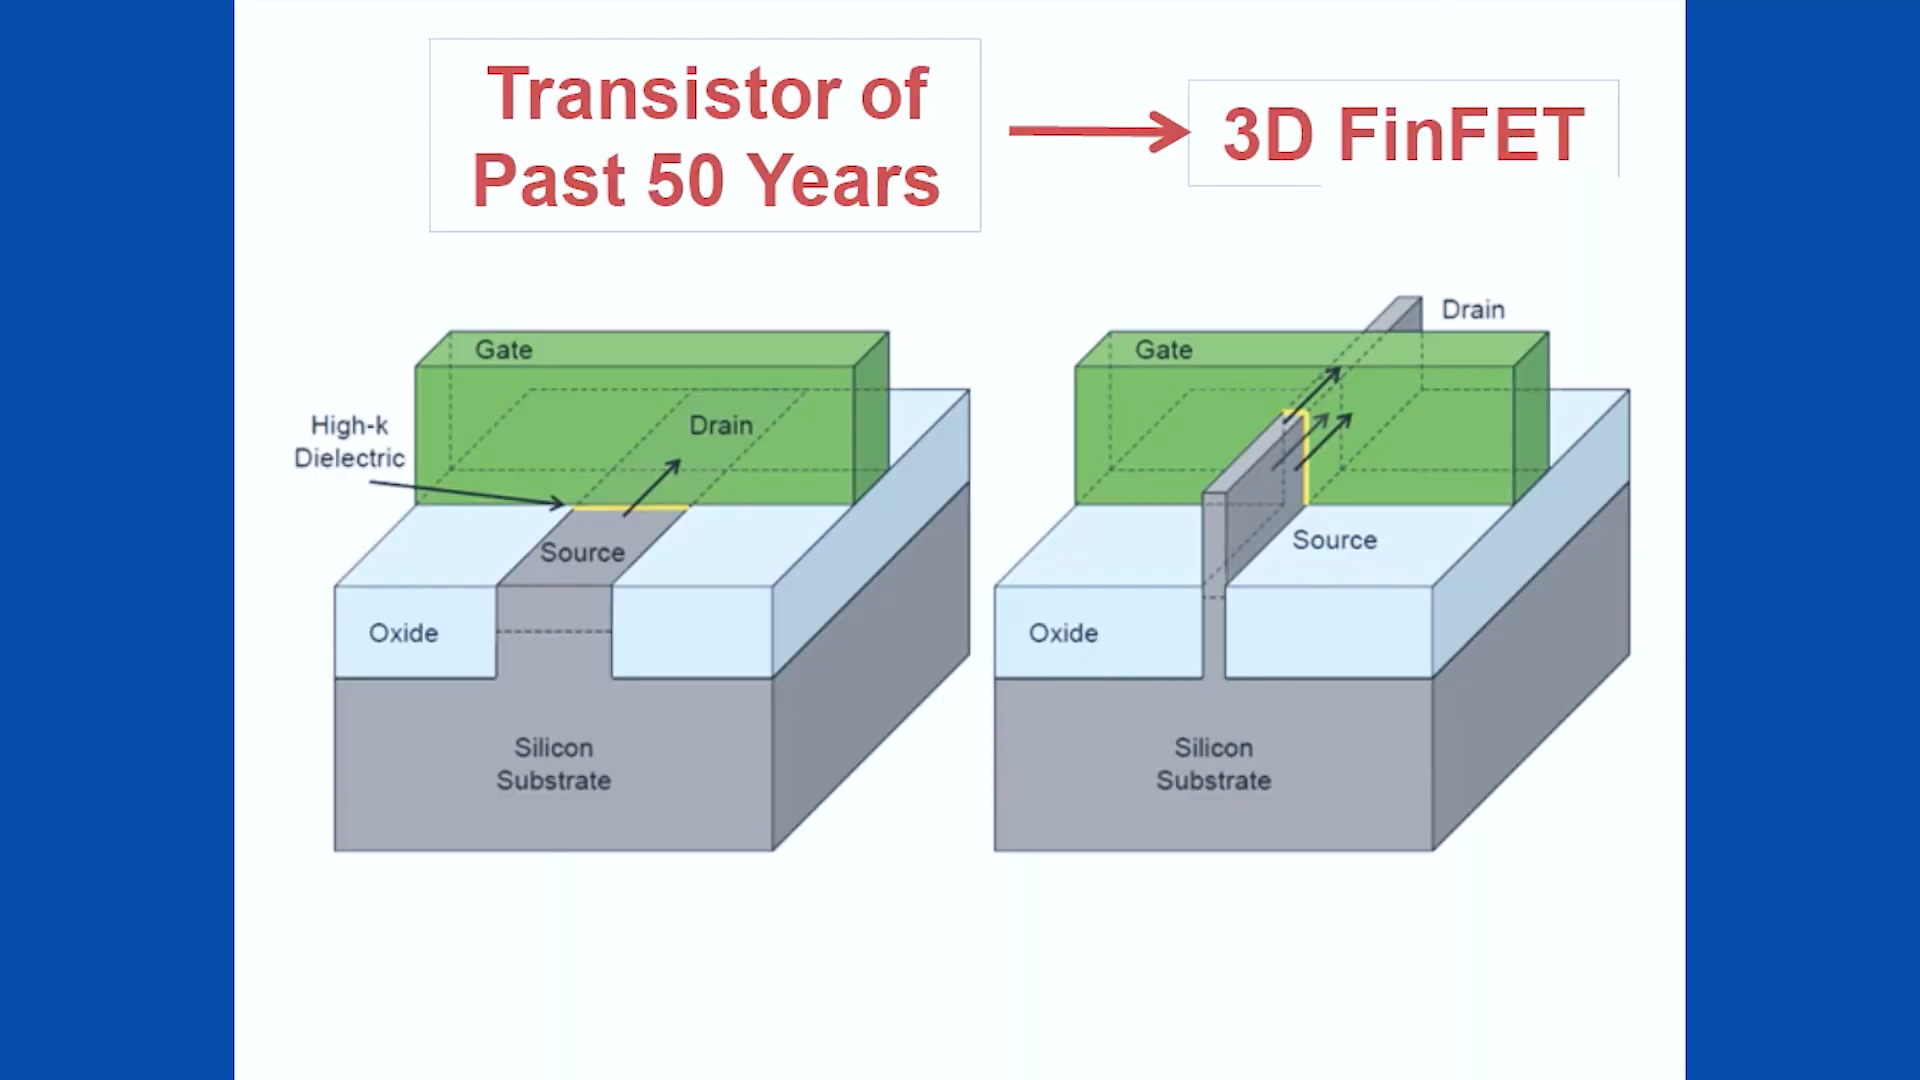 Transistor of
Past 50 Years
3D FinFET
Gate
High-k
Dielectric
Drain
Source
Oxide
Silicon
Substrate
Drain
Gate
Source
Oxide
Silicon
Substrate